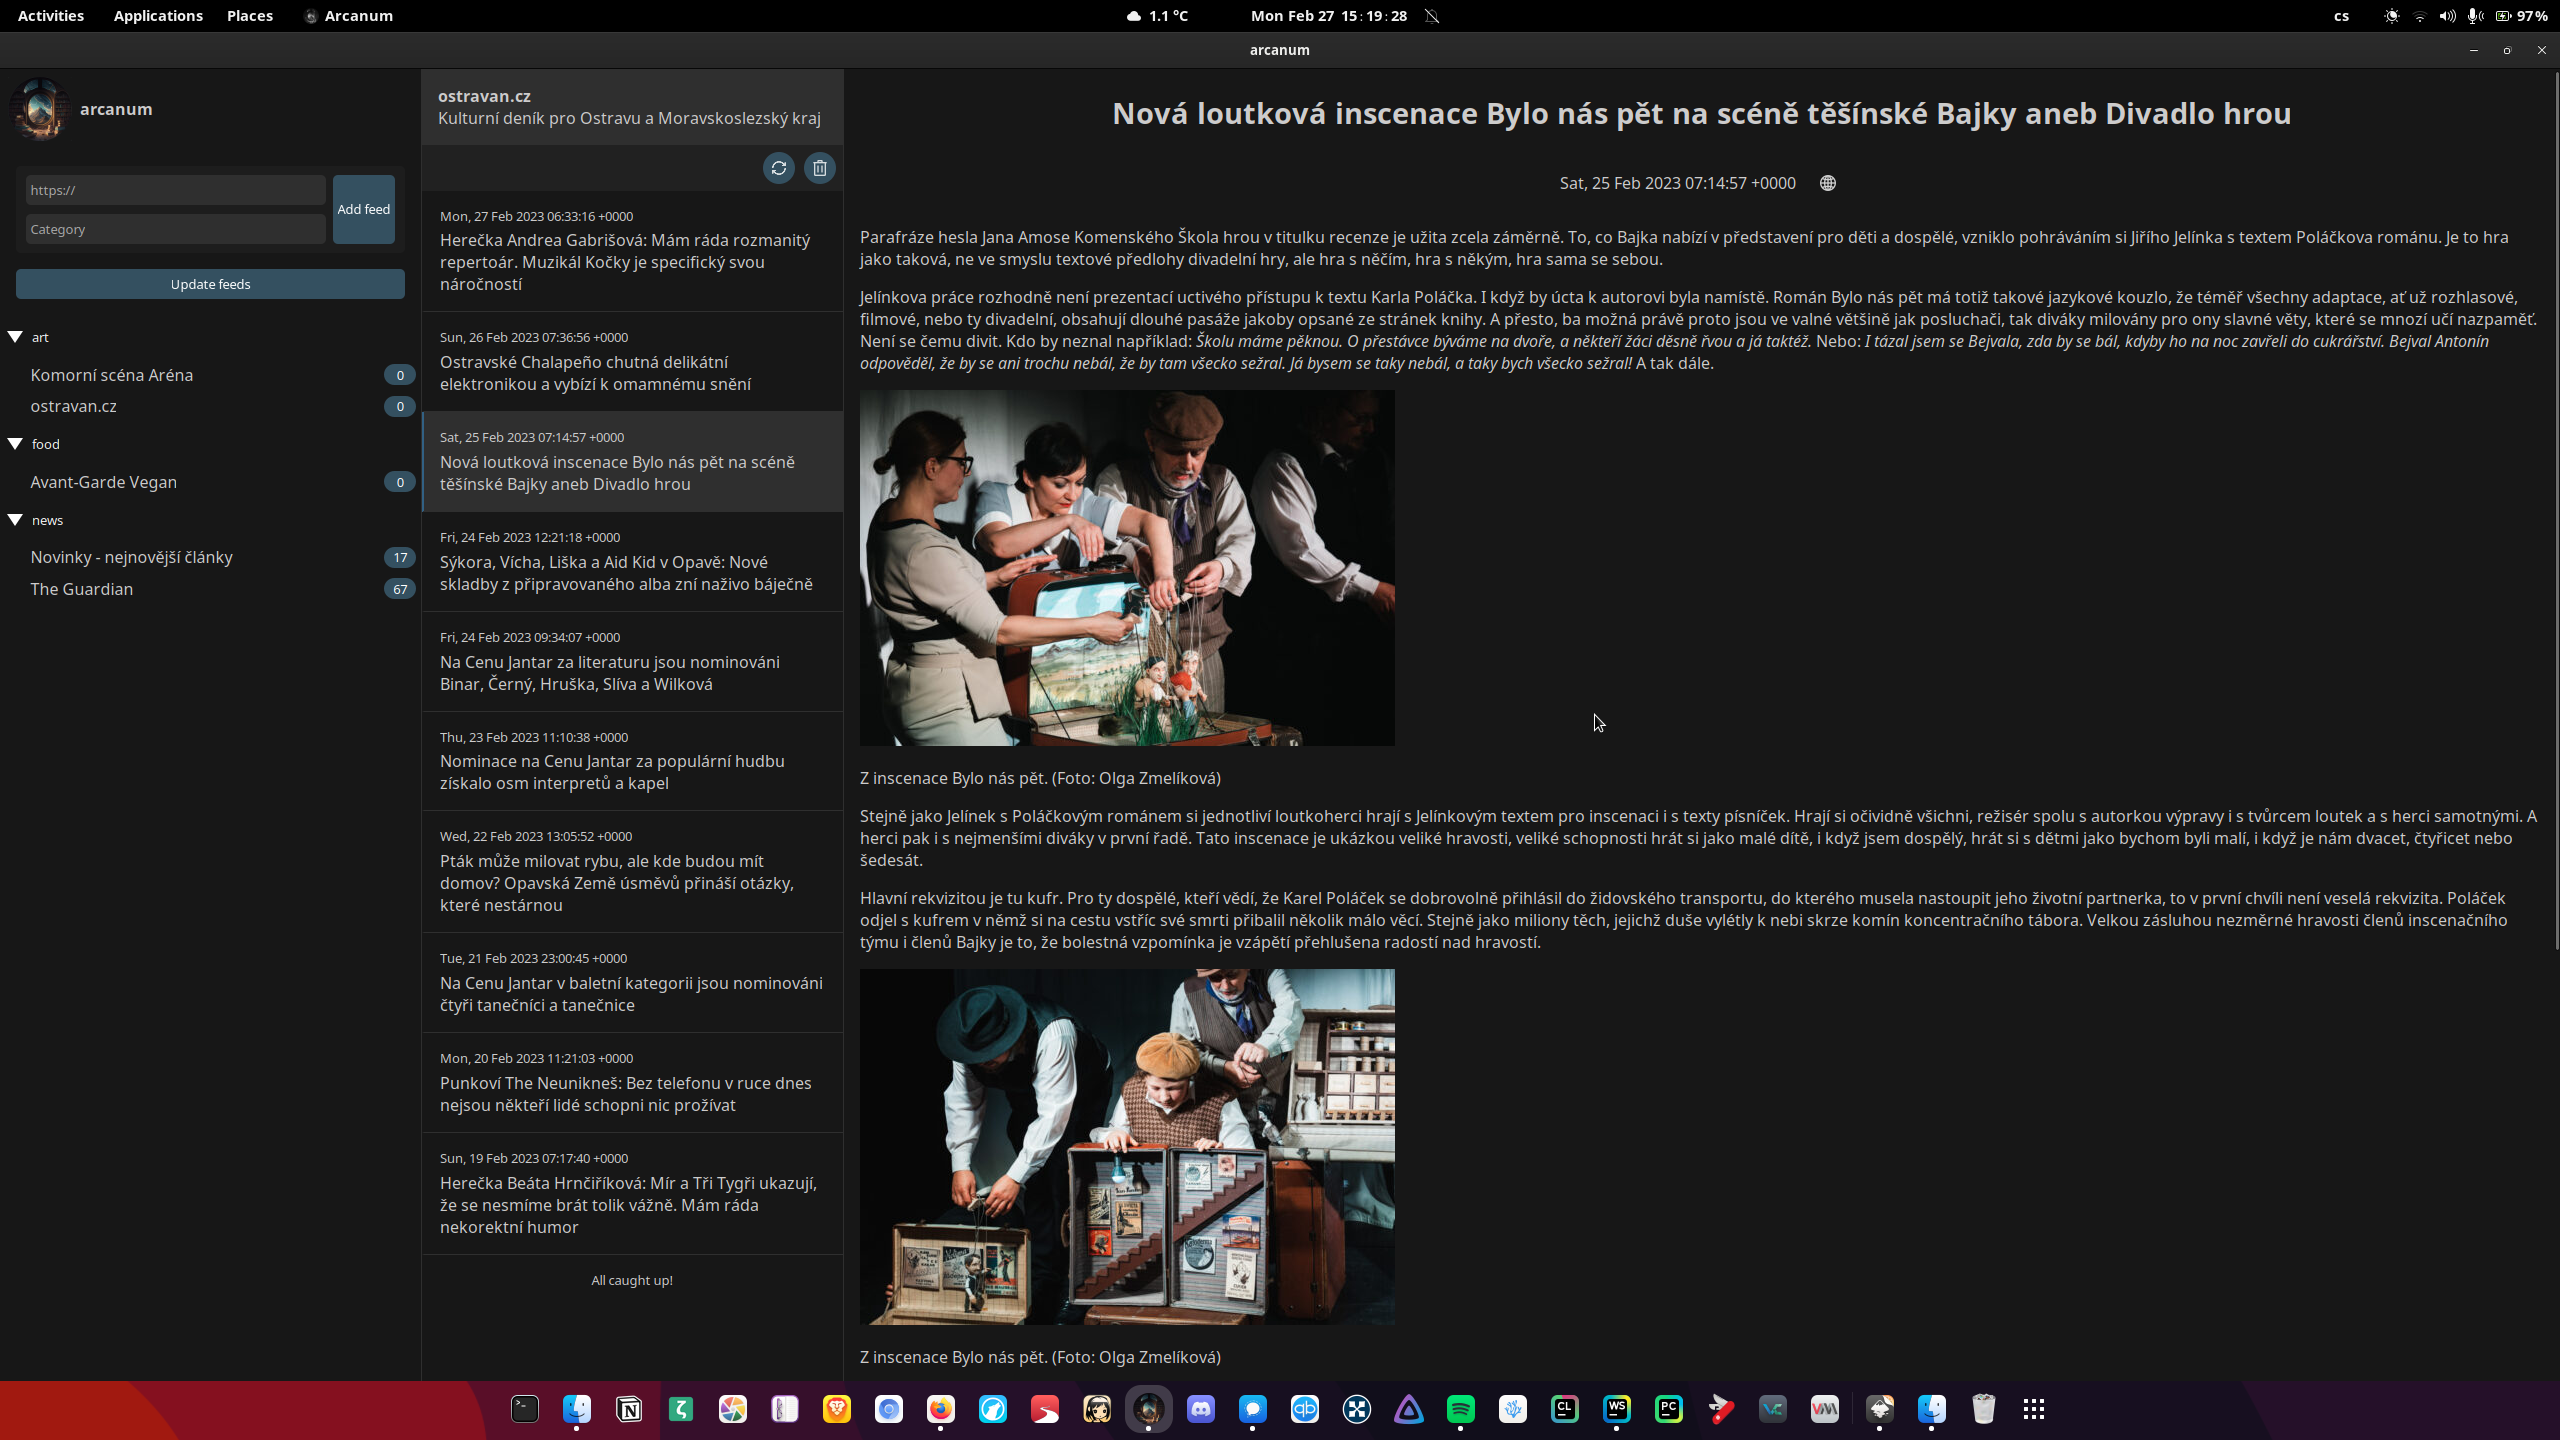 Activities Applications Places Arcanum 1.1 °C Mon Feb 27 15:19:28 cs 97 %
arcanum
arcanum
https://
Category
Add feed
Update feeds
art
Komorní scéna Aréna 0
ostravan.cz 0
food
Avant-Garde Vegan 0
news
Novinky - nejnovější články 17
The Guardian 67
ostravan.cz
Kulturní deník pro Ostravu a Moravskoslezský kraj
Mon, 27 Feb 2023 06:33:16 +0000
Herečka Andrea Gabrišová: Mám ráda rozmanitý
repertoár. Muzikál Kočky je specifický svou
náročností
Sun, 26 Feb 2023 07:36:56 +0000
Ostravské Chalapeño chutná delikátní
elektronikou a vybízí k omamnému snění
Sat, 25 Feb 2023 07:14:57 +0000
Nová loutková inscenace Bylo nás pět na scéně
těšínské Bajky aneb Divadlo hrou
Fri, 24 Feb 2023 12:21:18 +0000
Sýkora, Vícha, Liška a Aid Kid v Opavě: Nové
skladby z připravovaného alba zní naživo báječně
Fri, 24 Feb 2023 09:34:07 +0000
Na Cenu Jantar za literaturu jsou nominováni
Binar, Černý, Hruška, Slíva a Wilková
Thu, 23 Feb 2023 11:10:38 +0000
Nominace na Cenu Jantar za populární hudbu
získalo osm interpretů a kapel
Wed, 22 Feb 2023 13:05:52 +0000
Pták může milovat rybu, ale kde budou mít
domov? Opavská Země úsměvů přináší otázky,
které nestárnou
Tue, 21 Feb 2023 23:00:45 +0000
Na Cenu Jantar v baletní kategorii jsou nominováni
čtyři tanečníci a tanečnice
Mon, 20 Feb 2023 11:21:03 +0000
Punkoví The Neunikneš: Bez telefonu v ruce dnes
nejsou někteří lidé schopni nic prožívat
Sun, 19 Feb 2023 07:17:40 +0000
Herečka Beáta Hrnčiříková: Mír a Tři Tygři ukazují,
že se nesmíme brát tolik vážně. Mám ráda
nekorektní humor
All caught up!
Nová loutková inscenace Bylo nás pět na scéně těšínské Bajky aneb Divadlo hrou
Sat, 25 Feb 2023 07:14:57 +0000
Parafráze hesla Jana Amose Komenského Škola hrou v titulku recenze je užita zcela záměrně. To, co Bajka nabízí v představení pro děti a dospělé, vzniklo pohráváním si Jiřího Jelínka s textem Poláčkova románu. Je to hra
jako taková, ne ve smyslu textové předlohy divadelní hry, ale hra s něčím, hra s někým, hra sama se sebou.
Jelínkova práce rozhodně není prezentací uctivého přístupu k textu Karla Poláčka. I když by úcta k autorovi byla namístě. Román Bylo nás pět má totiž takové jazykové kouzlo, že téměř všechny adaptace, ať už rozhlasové,
filmové, nebo ty divadelní, obsahují dlouhé pasáže jakoby opsané ze stránek knihy. A přesto, ba možná právě proto jsou ve valné většině jak posluchači, tak diváky milovány pro ony slavné věty, které se mnozí učí nazpaměť.
Není se čemu divit. Kdo by neznal například: Školu máme pěknou. O přestávce býváme na dvoře, a někteří žáci děsně řvou a já taktéž. Nebo: I tázal jsem se Bejvala, zda by se bál, kdyby ho na noc zavřeli do cukrářství. Bejval Antonín
odpověděl, že by se ani trochu nebál, že by tam všecko sežral. Já bysem se taky nebál, a taky bych všecko sežral! A tak dále.
Z inscenace Bylo nás pět. (Foto: Olga Zmelíková)
Stejně jako Jelínek s Poláčkovým románem si jednotliví loutkoherci hrají s Jelínkovým textem pro inscenaci i s texty písníček. Hrají si očividně všichni, režisér spolu s autorkou výpravy i s tvůrcem loutek a s herci samotnými. A
herci pak i s nejmenšími diváky v první řadě. Tato inscenace je ukázkou veliké hravosti, veliké schopnosti hrát si jako malé dítě, i když jsem dospělý, hrát si s dětmi jako bychom byli malí, i když je nám dvacet, čtyřicet nebo
šedesát.
Hlavní rekvizitou je tu kufr. Pro ty dospělé, kteří vědí, že Karel Poláček se dobrovolně přihlásil do židovského transportu, do kterého musela nastoupit jeho životní partnerka, to v první chvíli není veselá rekvizita. Poláček
odjel s kufrem v němž si na cestu vstříc své smrti přibalil několik málo věcí. Stejně jako miliony těch, jejichž duše vylétly k nebi skrze komín koncentračního tábora. Velkou zásluhou nezměrné hravosti členů inscenačního
týmu i členů Bajky je to, že bolestná vzpomínka je vzápětí přehlušena radostí nad hravostí.
Z inscenace Bylo nás pět. (Foto: Olga Zmelíková)
qb
CL
WS
PC